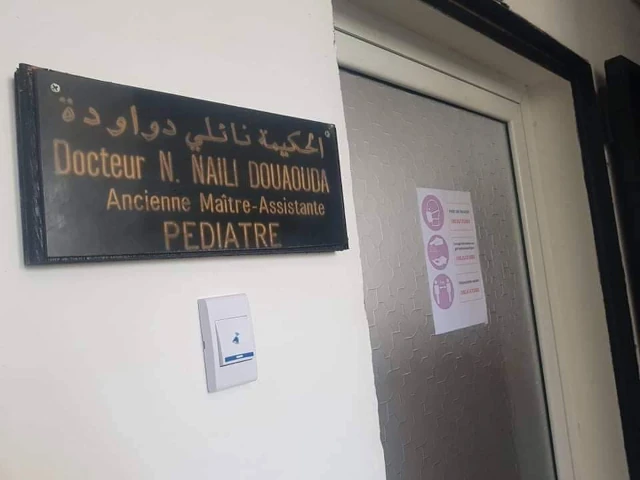 الحكيمة نائلي دواودة
Docteur N. NAILI DOUAOUDA
Ancienne Maître-Assistante
PEDIATRE